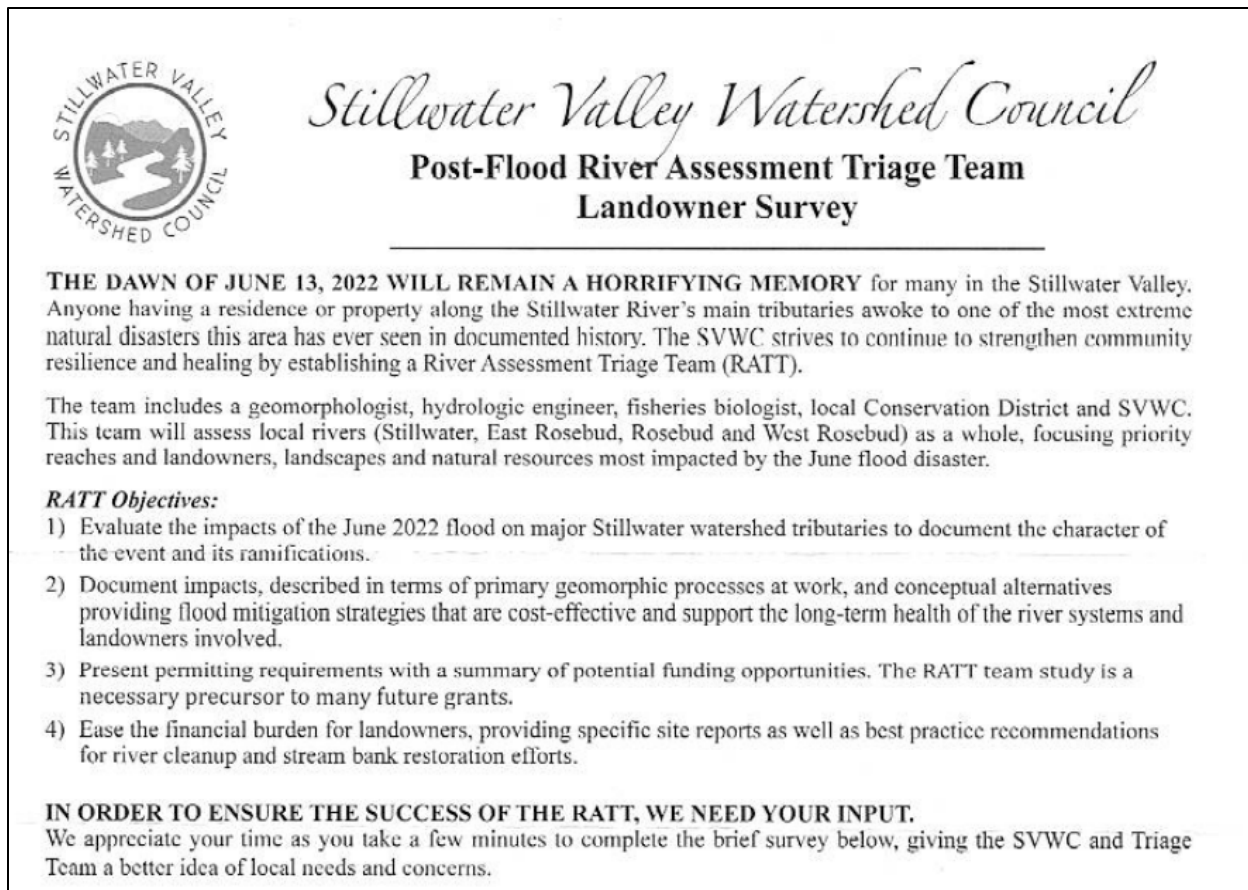 STILLWATER VALLEY
WATERSHED COUNCIL
Stillwater Valley Watershed Council
Post-Flood River Assessment Triage Team
Landowner Survey
THE DAWN OF JUNE 13, 2022 WILL REMAIN A HORRIFYING MEMORY for many in the Stillwater Valley.
Anyone having a residence or property along the Stillwater River's main tributaries awoke to one of the most extreme
natural disasters this area has ever seen in documented history. The SVWC strives to continue to strengthen community
resilience and healing by establishing a River Assessment Triage Team (RATT).
The team includes a geomorphologist, hydrologic engineer, fisheries biologist, local Conservation District and SVWC.
This team will assess local rivers (Stillwater, East Rosebud, Rosebud and West Rosebud) as a whole, focusing priority
reaches and landowners, landscapes and natural resources most impacted by the June flood disaster.
RATT Objectives:
1) Evaluate the impacts of the June 2022 flood on major Stillwater watershed tributaries to document the character of
the event and its ramifications.
2) Document impacts, described in terms of primary geomorphic processes at work, and conceptual alternatives
providing flood mitigation strategies that are cost-effective and support the long-term health of the river systems and
landowners involved.
3) Present permitting requirements with a summary of potential funding opportunities. The RATT team study is a
necessary precursor to many future grants.
4) Ease the financial burden for landowners, providing specific site reports as well as best practice recommendations
for river cleanup and stream bank restoration efforts.
IN ORDER TO ENSURE THE SUCCESS OF THE RATT, WE NEED YOUR INPUT.
We appreciate your time as you take a few minutes to complete the brief survey below, giving the SVWC and Triage
Team a better idea of local needs and concerns.